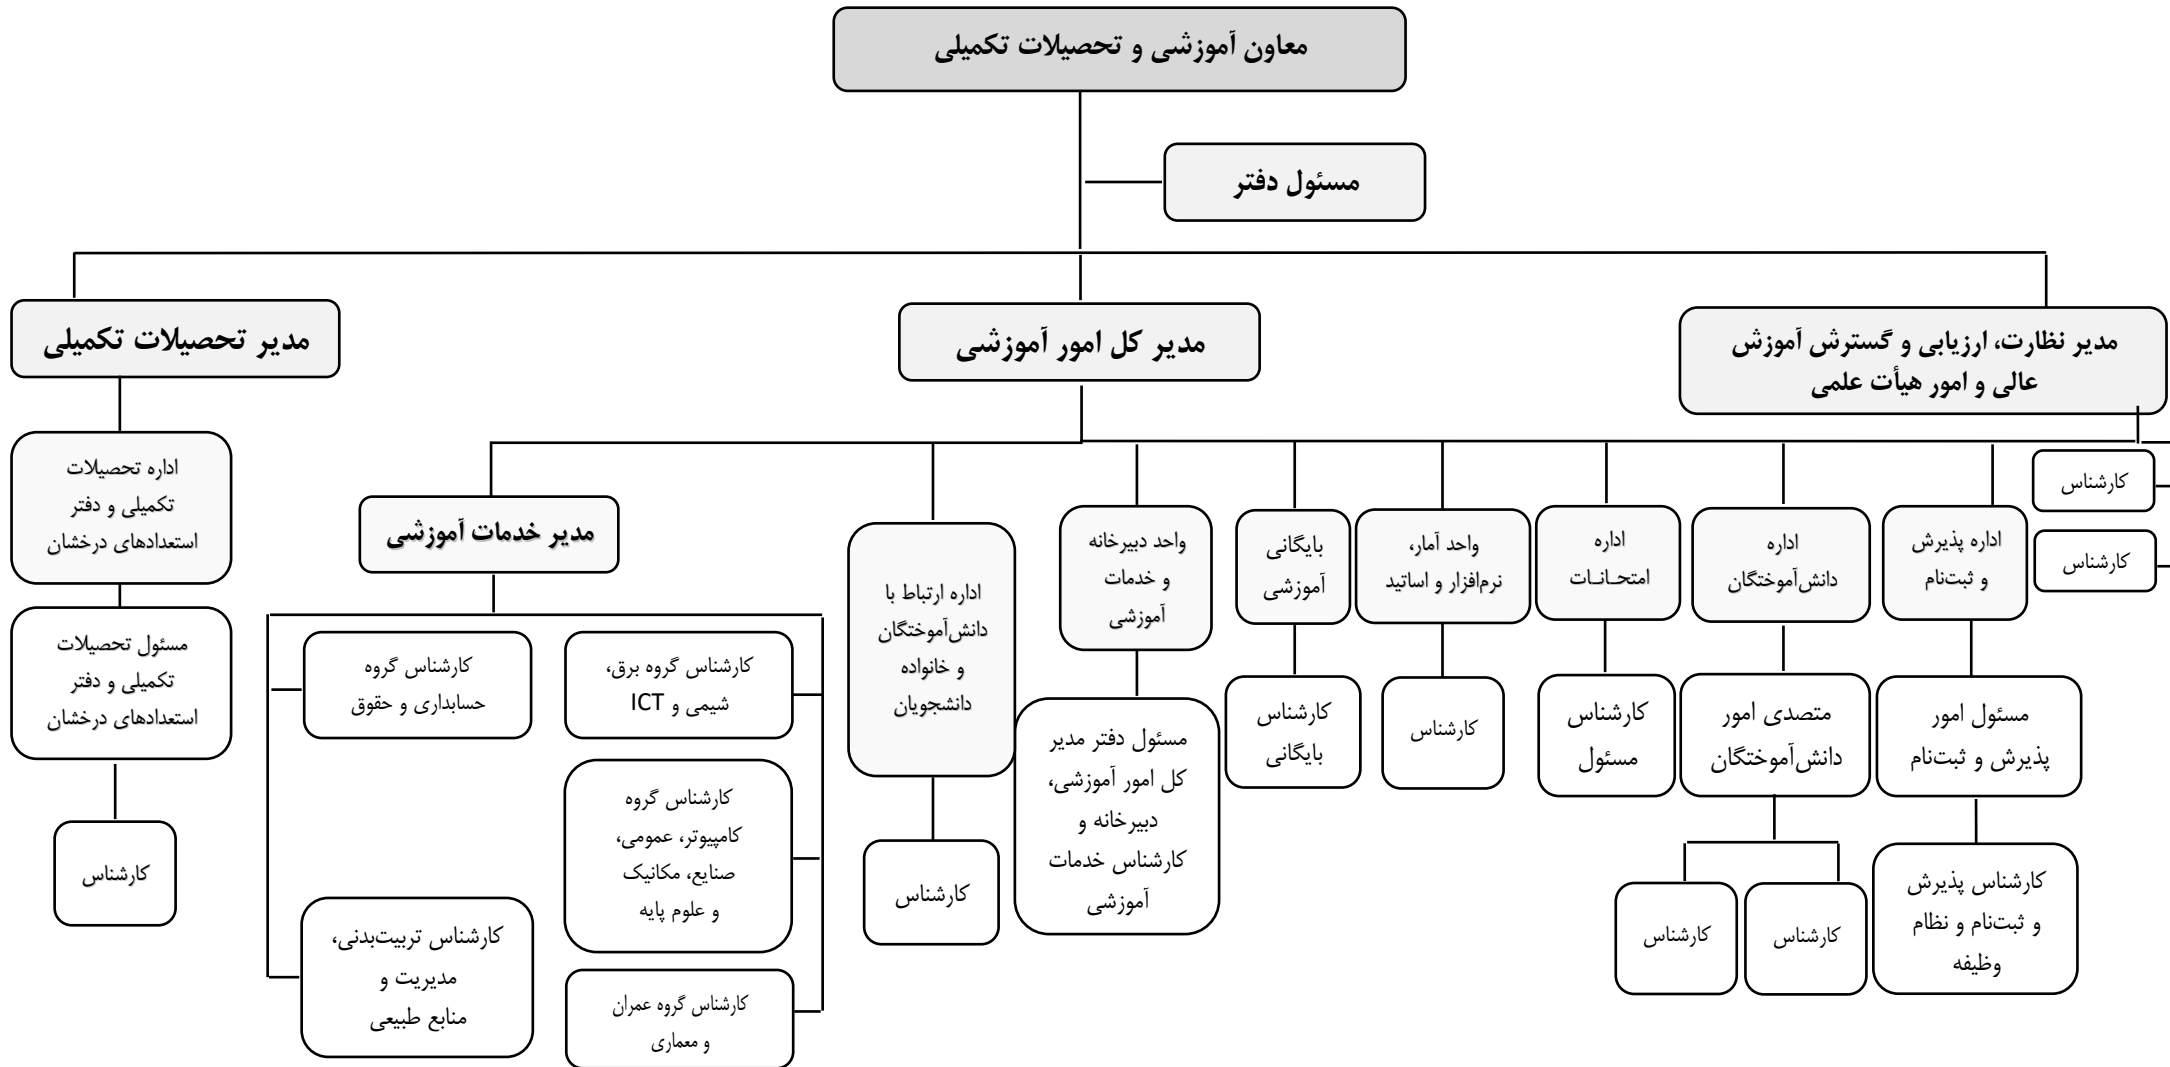 معاون آموزشی و تحصیلات تکمیلی
مسئول دفتر
مدیر نظارت، ارزیابی و گسترش آموزش
عالی و امور هیأت علمی
مدیر کل امور آموزشی
مدیر تحصیلات تکمیلی
کارشناس
کارشناس
اداره پذیرش
و ثبت‌نام
مسئول امور
پذیرش و ثبت‌نام
کارشناس پذیرش
و ثبت‌نام و نظام
وظیفه
اداره
دانش‌آموختگان
متصدی امور
دانش‌آموختگان
کارشناس
کارشناس
اداره
امتحـانـات
کارشناس
مسئول
واحد آمار،
نرم‌افزار و اساتید
کارشناس
بایگانی
آموزشی
کارشناس
بایگانی
واحد دبیرخانه
و خدمات
آموزشی
مسئول دفتر مدیر
کل امور آموزشی،
دبیرخانه و
کارشناس خدمات
آموزشی
اداره ارتباط با
دانش‌آموختگان
و خانواده
دانشجویان
کارشناس
مدیر خدمات آموزشی
کارشناس گروه برق،
شیمی و ICT
کارشناس گروه
کامپیوتر، عمومی،
صنایع، مکانیک
و علوم پایه
کارشناس گروه عمران
و معماری
کارشناس گروه
حسابداری و حقوق
کارشناس تربیت‌بدنی،
مدیریت و
منابع طبیعی
اداره تحصیلات
تکمیلی و دفتر
استعدادهای درخشان
مسئول تحصیلات
تکمیلی و دفتر
استعدادهای درخشان
کارشناس